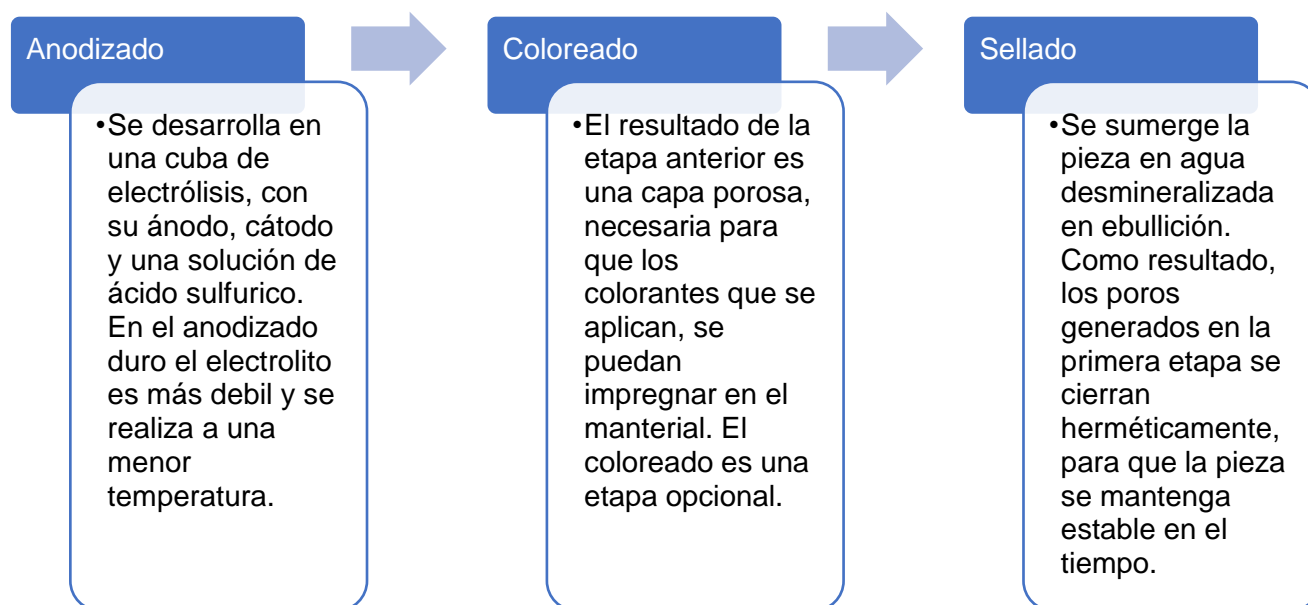 Anodizado
•Se desarrolla en
una cuba de
electrólisis, con
su ánodo, cátodo
y una solución de
ácido sulfurico.
En el anodizado
duro el electrolito
es más debil y se
realiza a una
menor
temperatura.
Coloreado
•El resultado de la
etapa anterior es
una capa porosa,
necesaria para
que los
colorantes que se
aplican, se
puedan
impregnar en el
manterial. El
coloreado es una
etapa opcional.
Sellado
•Se sumerge la
pieza en agua
desmineralizada
en ebullición.
Como resultado,
los poros
generados en la
primera etapa se
cierran
herméticamente,
para que la pieza
se mantenga
estable en el
tiempo.